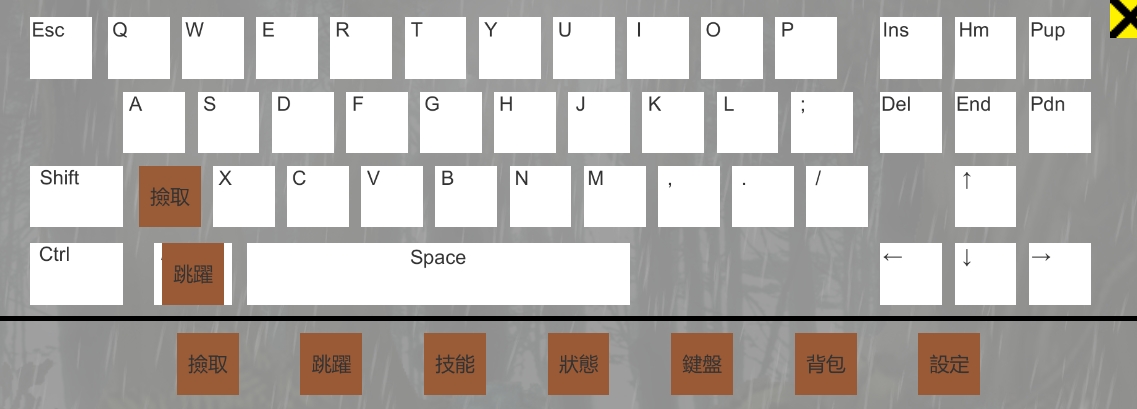 Esc Q W E R T Y U I O P Ins Hm Pup
A S D F G H J K L ; Del End Pdn
Shift 撿取 X C V B N M , . / ↑
Ctrl 跳躍 Space ← ↓ →
撿取 跳躍 技能 狀態 鍵盤 背包 設定